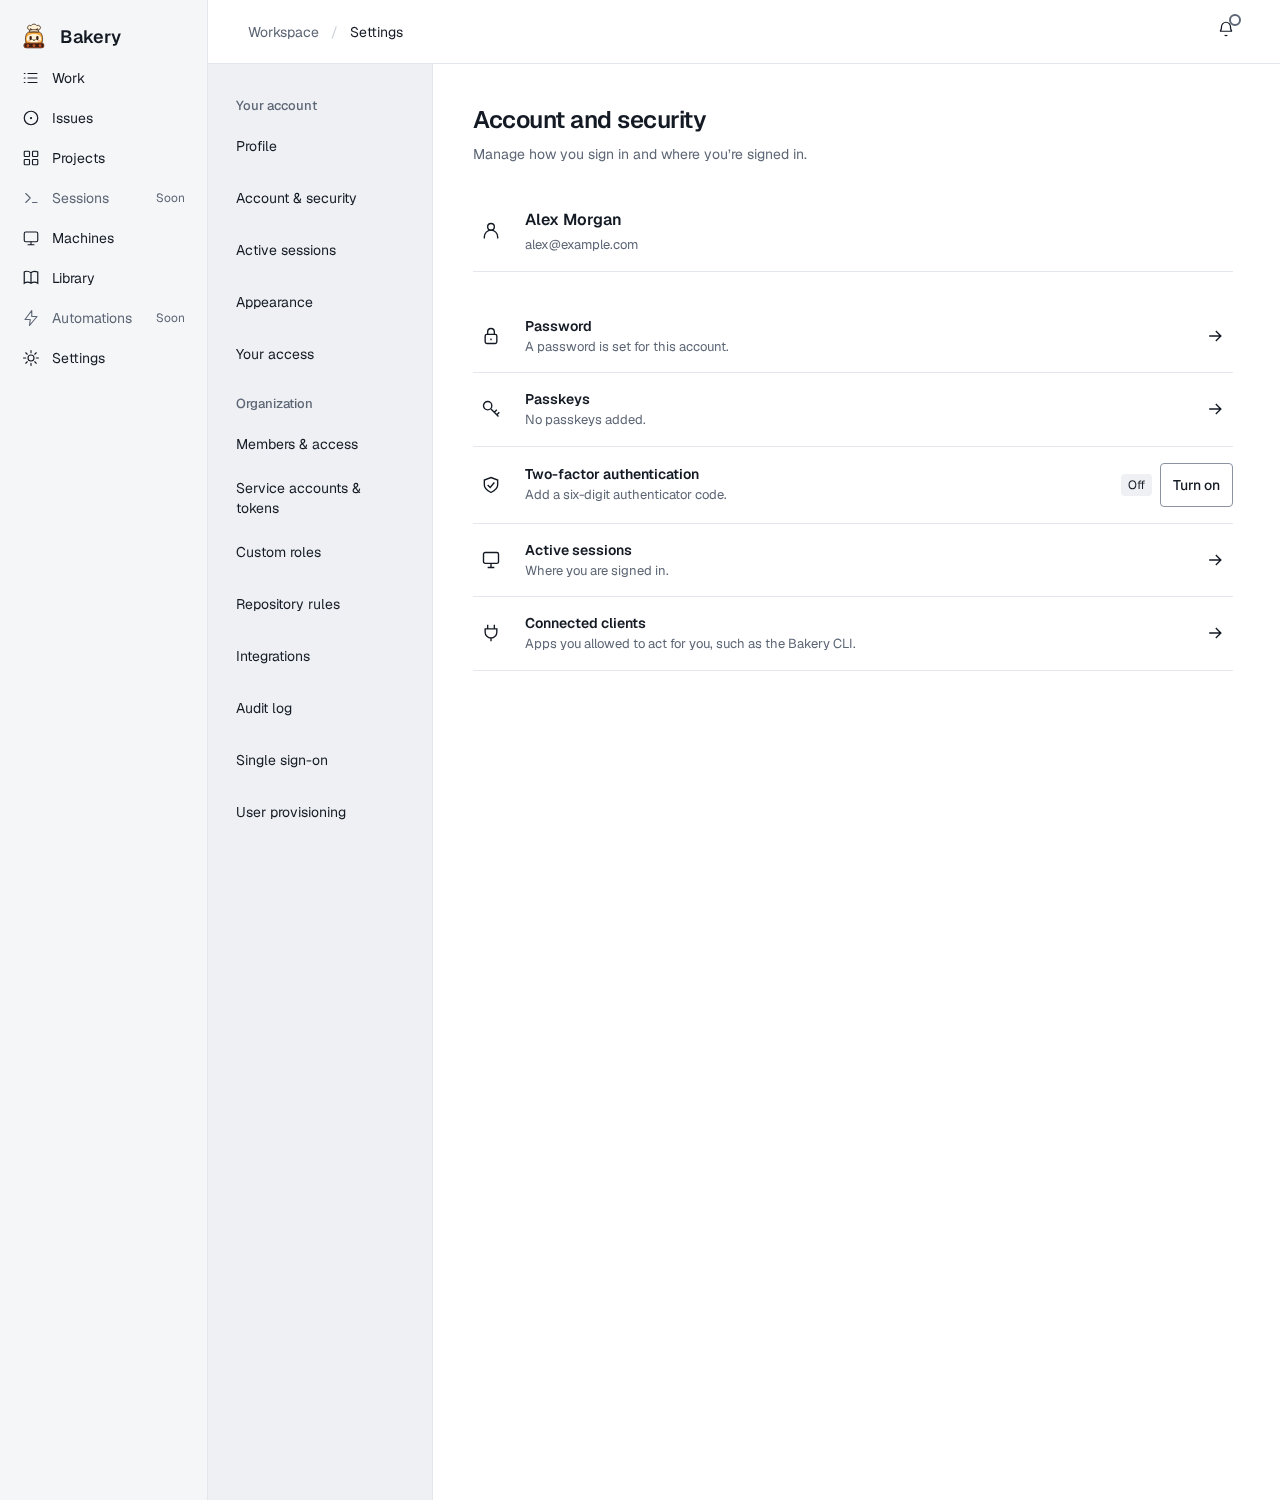 Bakery
Work
Issues
Projects
Sessions Soon
Machines
Library
Automations Soon
Settings
Workspace / Settings
Your account
Profile
Account & security
Active sessions
Appearance
Your access
Organization
Members & access
Service accounts &
tokens
Custom roles
Repository rules
Integrations
Audit log
Single sign-on
User provisioning
Account and security
Manage how you sign in and where you're signed in.
Alex Morgan
alex@example.com
Password
A password is set for this account.
Passkeys
No passkeys added.
Two-factor authentication
Add a six-digit authenticator code.
Off Turn on
Active sessions
Where you are signed in.
Connected clients
Apps you allowed to act for you, such as the Bakery CLI.